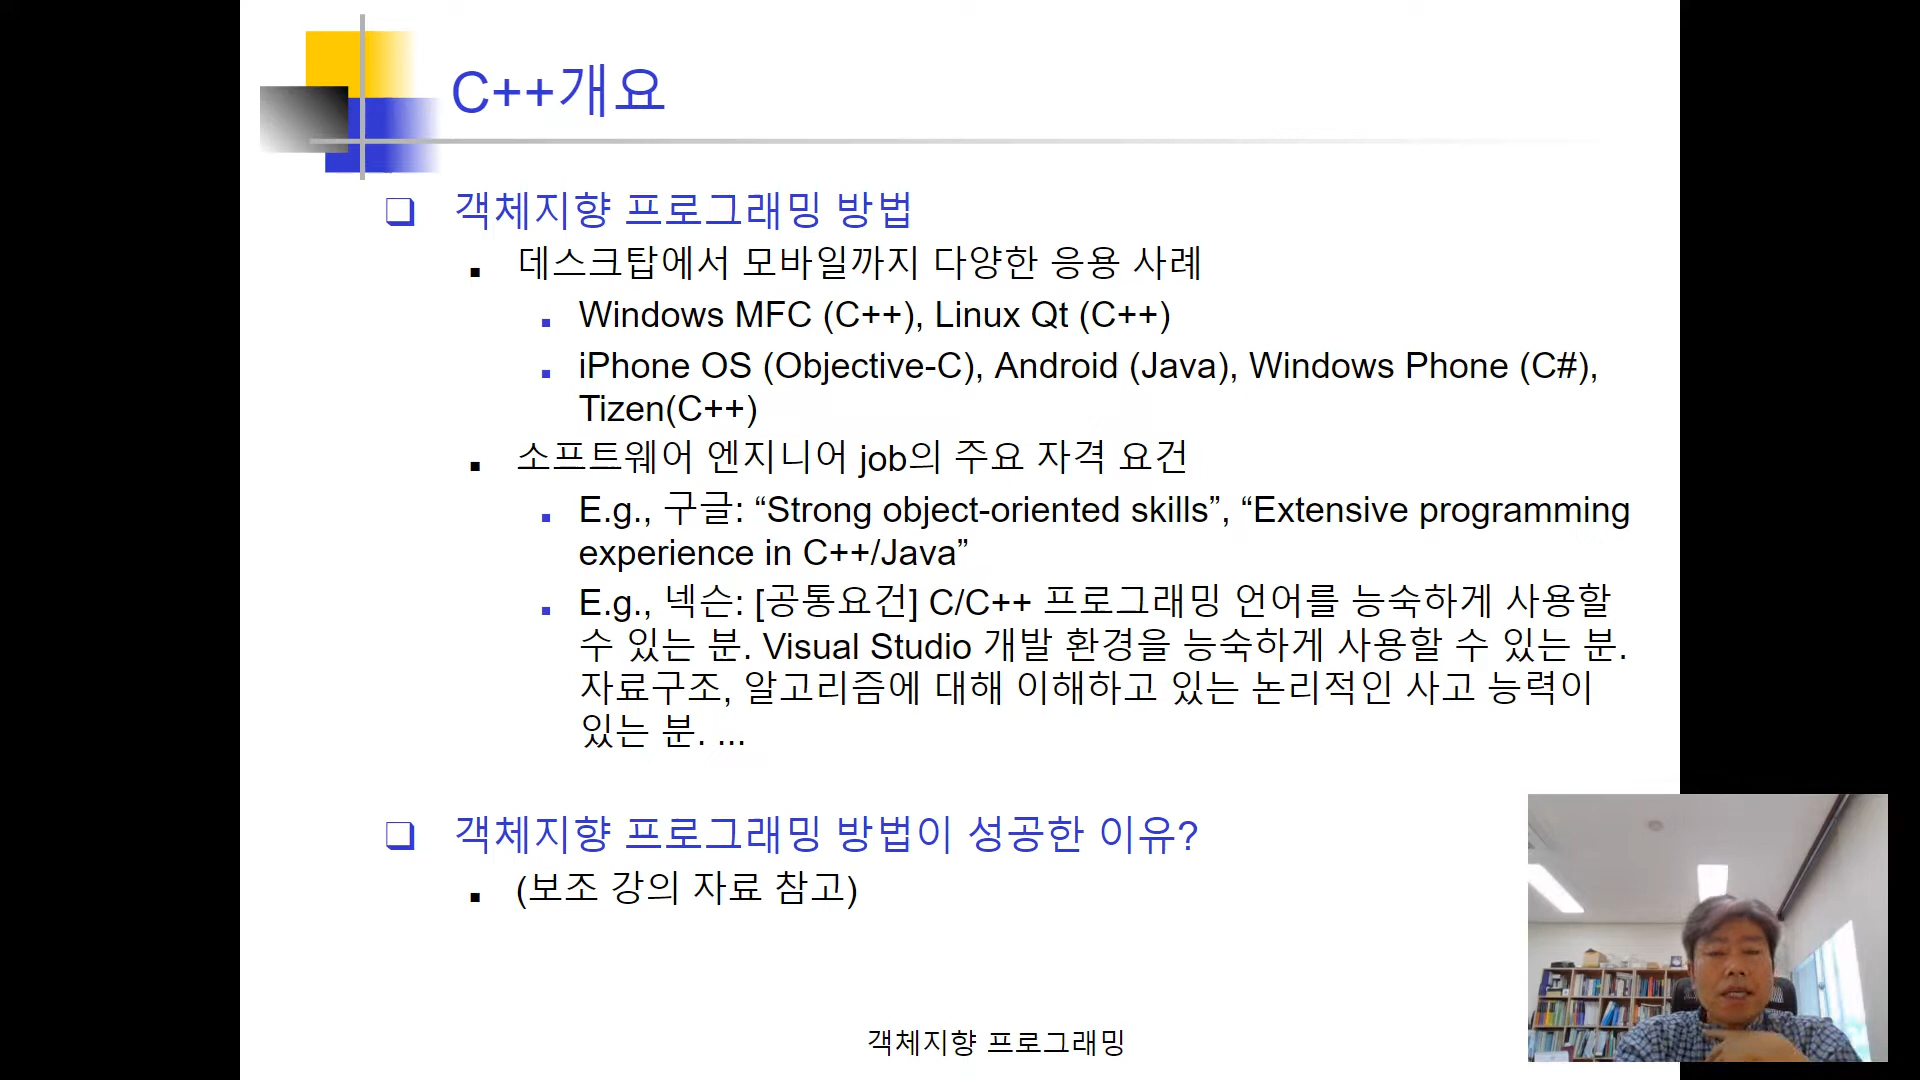 C++개요
❑ 객체지향 프로그래밍 방법
▪ 데스크탑에서 모바일까지 다양한 응용 사례
▪ Windows MFC (C++), Linux Qt (C++)
▪ iPhone OS (Objective-C), Android (Java), Windows Phone (C#),
Tizen(C++)
▪ 소프트웨어 엔지니어 job의 주요 자격 요건
▪ E.g., 구글: “Strong object-oriented skills”, “Extensive programming
experience in C++/Java”
▪ E.g., 넥슨: [공통요건] C/C++ 프로그래밍 언어를 능숙하게 사용할
수 있는 분. Visual Studio 개발 환경을 능숙하게 사용할 수 있는 분.
자료구조, 알고리즘에 대해 이해하고 있는 논리적인 사고 능력이
있는 분. ...
❑ 객체지향 프로그래밍 방법이 성공한 이유?
▪ (보조 강의 자료 참고)
객체지향 프로그래밍